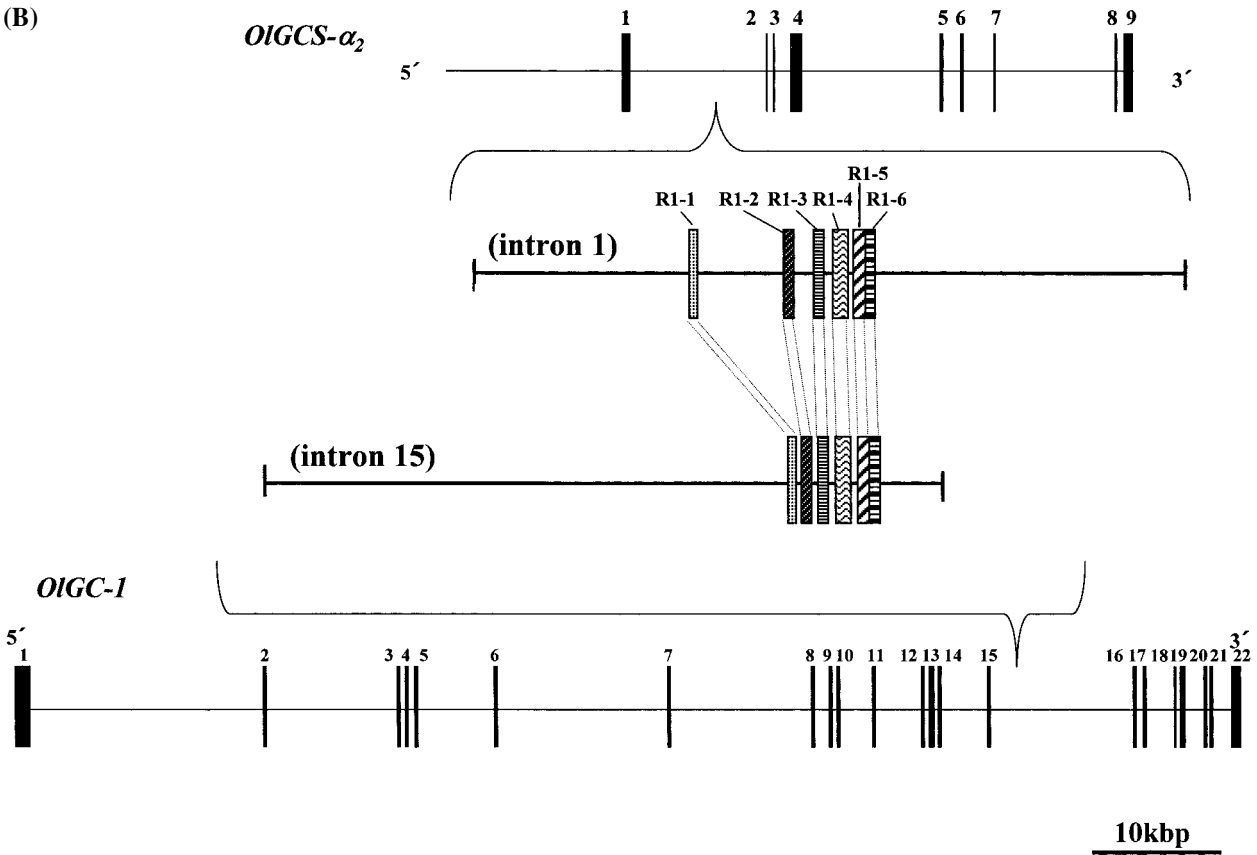 (B)
OlGCS-α2
1 2 3 4 5 6 7 8 9
5´ 3´
R1-5
R1-1 R1-2 R1-3 R1-4 R1-6
(intron 1)
(intron 15)
OlGC-1
5´ 3´
1 2 3 4 5 6 7 8 9 10 11 12 13 14 15 16 17 18 19 20 21 22
10kbp